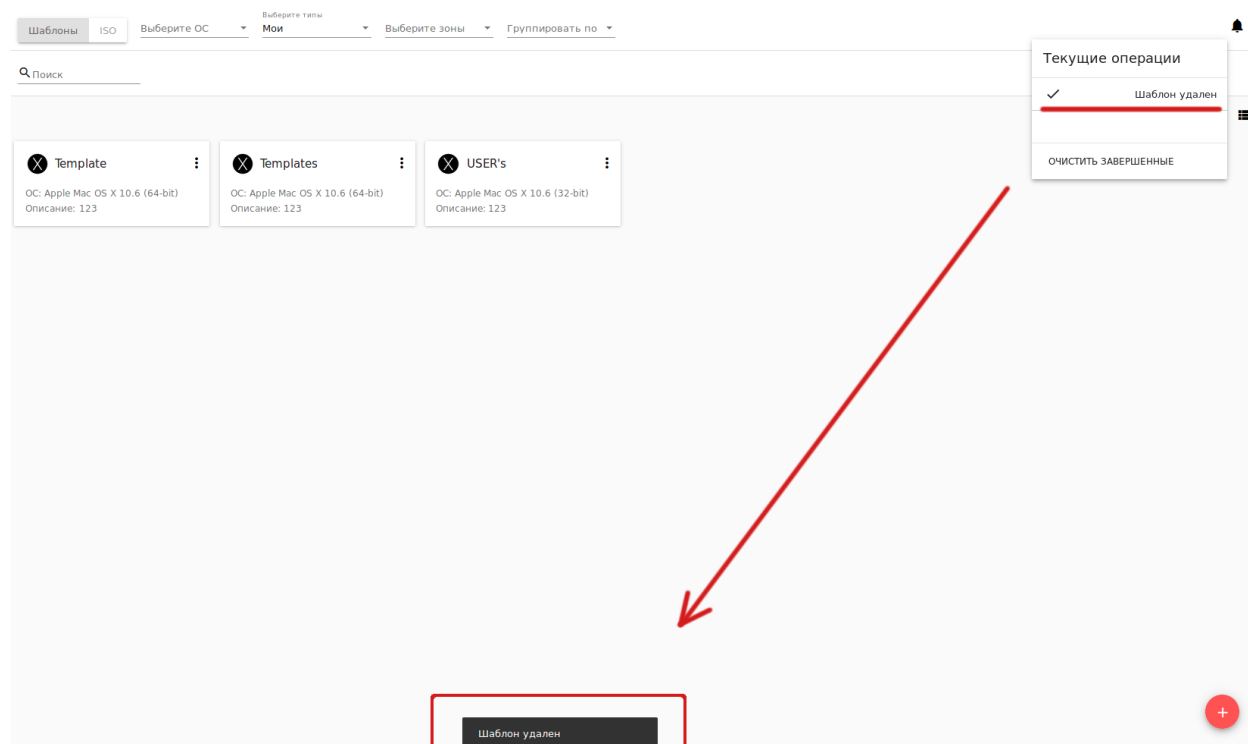 Шаблоны ISO Выберите ОС Выберите типы Мои Выберите зоны Группировать по
Поиск
Текущие операции
Шаблон удален
ОЧИСТИТЬ ЗАВЕРШЕННЫЕ
Template
ОС: Apple Mac OS X 10.6 (64-bit)
Описание: 123
Templates
ОС: Apple Mac OS X 10.6 (64-bit)
Описание: 123
USER's
ОС: Apple Mac OS X 10.6 (32-bit)
Описание: 123
Шаблон удален